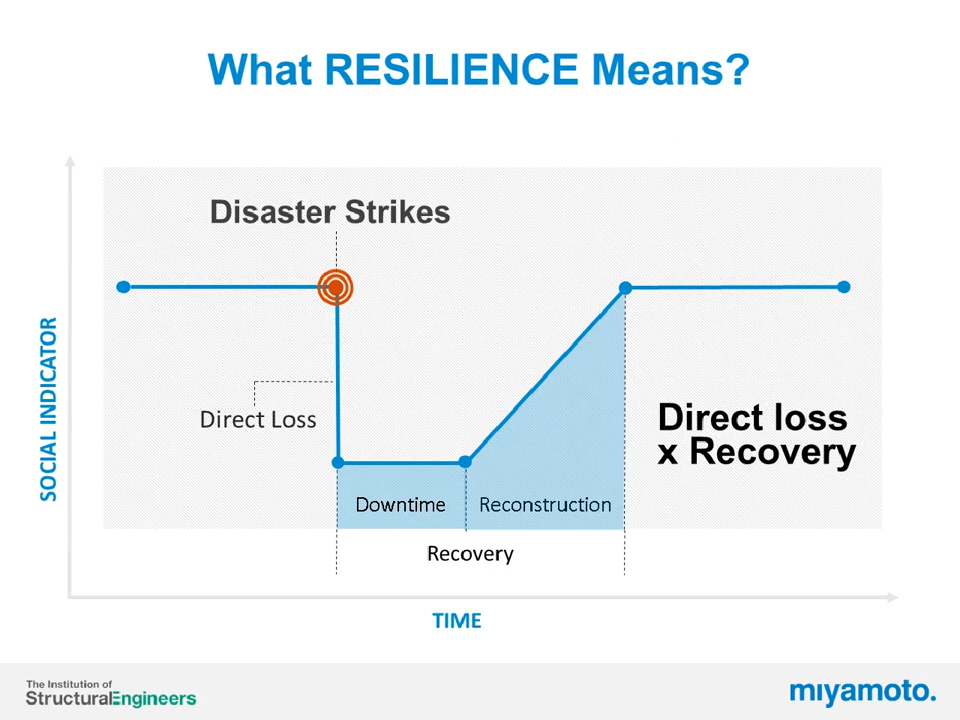 What RESILIENCE Means?
Disaster Strikes
SOCIAL INDICATOR
Direct Loss
Direct loss
x Recovery
Downtime
Reconstruction
Recovery
TIME
The Institution of
StructuralEngineers
miyamoto.